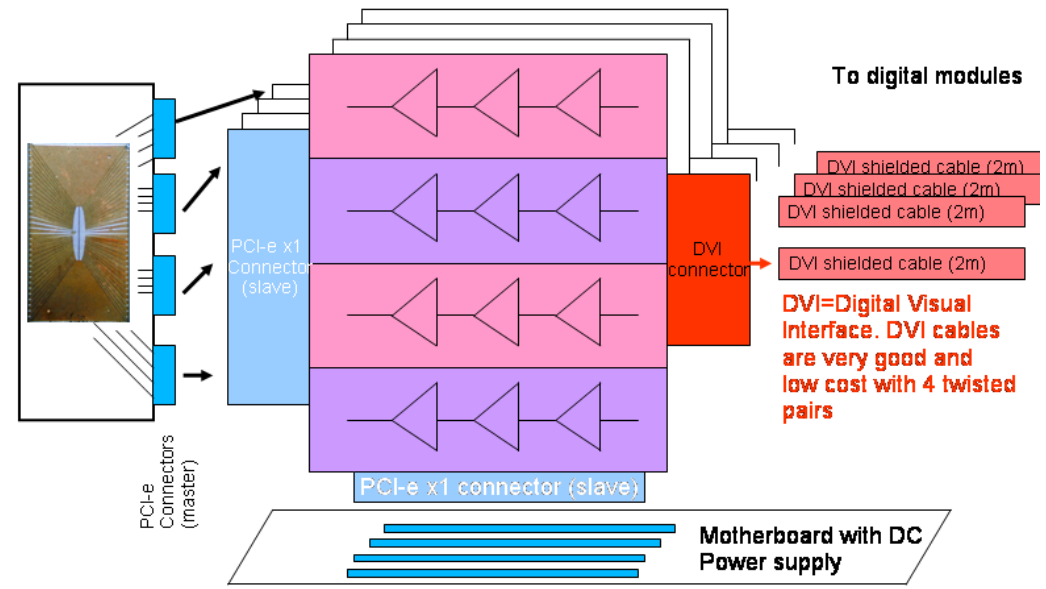 To digital modules
DVI shielded cable (2m)
DVI shielded cable (2m)
DVI shielded cable (2m)
DVI shielded cable (2m)
PCI-e x1
Connector
(slave)
DVI
connector
DVI=Digital Visual
Interface. DVI cables
are very good and
low cost with 4 twisted
pairs
PCI-e
Connectors
(master)
PCI-e x1 connector (slave)
Motherboard with DC
Power supply